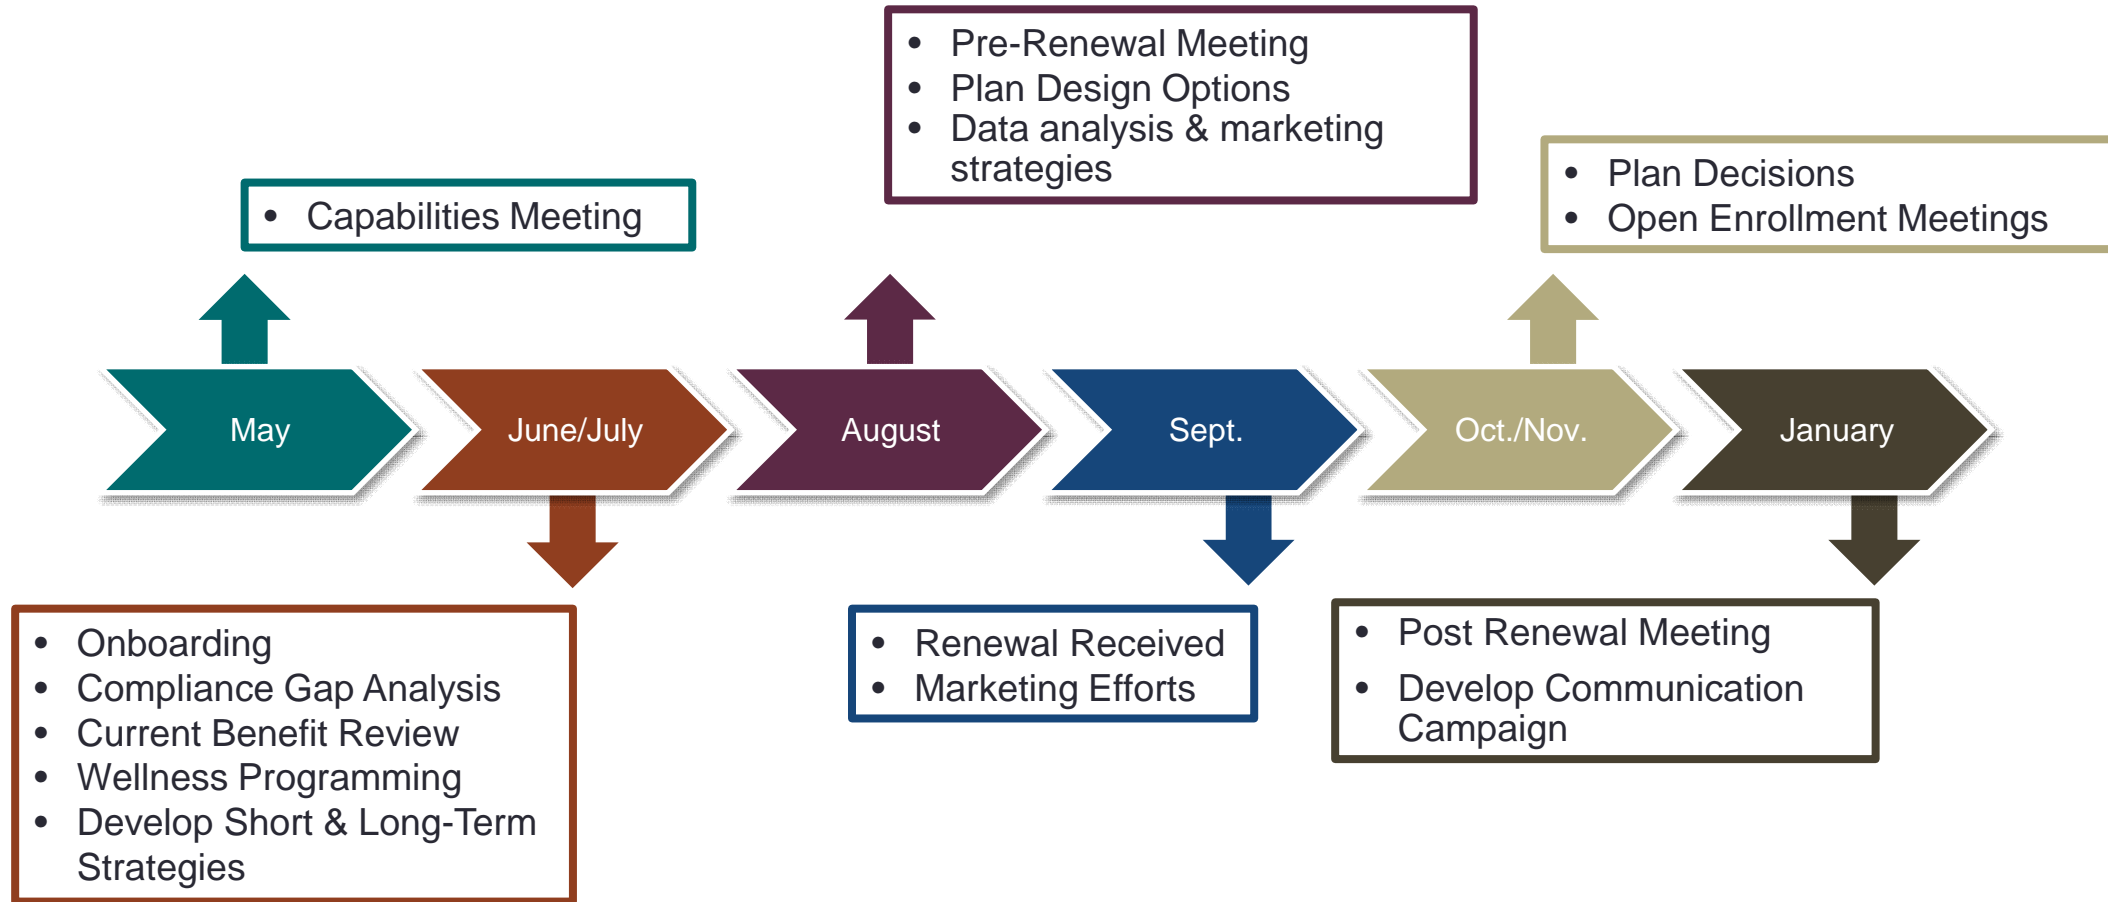 • Pre-Renewal Meeting
• Plan Design Options
• Data analysis & marketing
strategies
• Capabilities Meeting
• Plan Decisions
• Open Enrollment Meetings
May
June/July
August
Sept.
Oct./Nov.
January
• Onboarding
• Compliance Gap Analysis
• Current Benefit Review
• Wellness Programming
• Develop Short & Long-Term
Strategies
• Renewal Received
• Marketing Efforts
• Post Renewal Meeting
• Develop Communication
Campaign